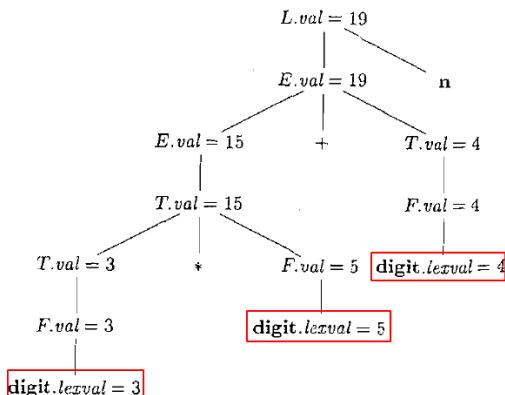 L.val = 19
E.val = 19 n
E.val = 15 + T.val = 4
T.val = 15 F.val = 4
T.val = 3 * F.val = 5 digit.lexval = 4
F.val = 3 digit.lexval = 5
digit.lexval = 3